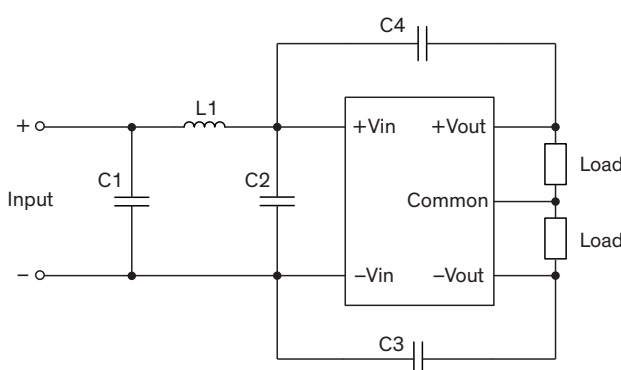 C4
L1
+
+Vin
+Vout
Load
C1
C2
Input
Common
Load
–
–Vin
–Vout
C3